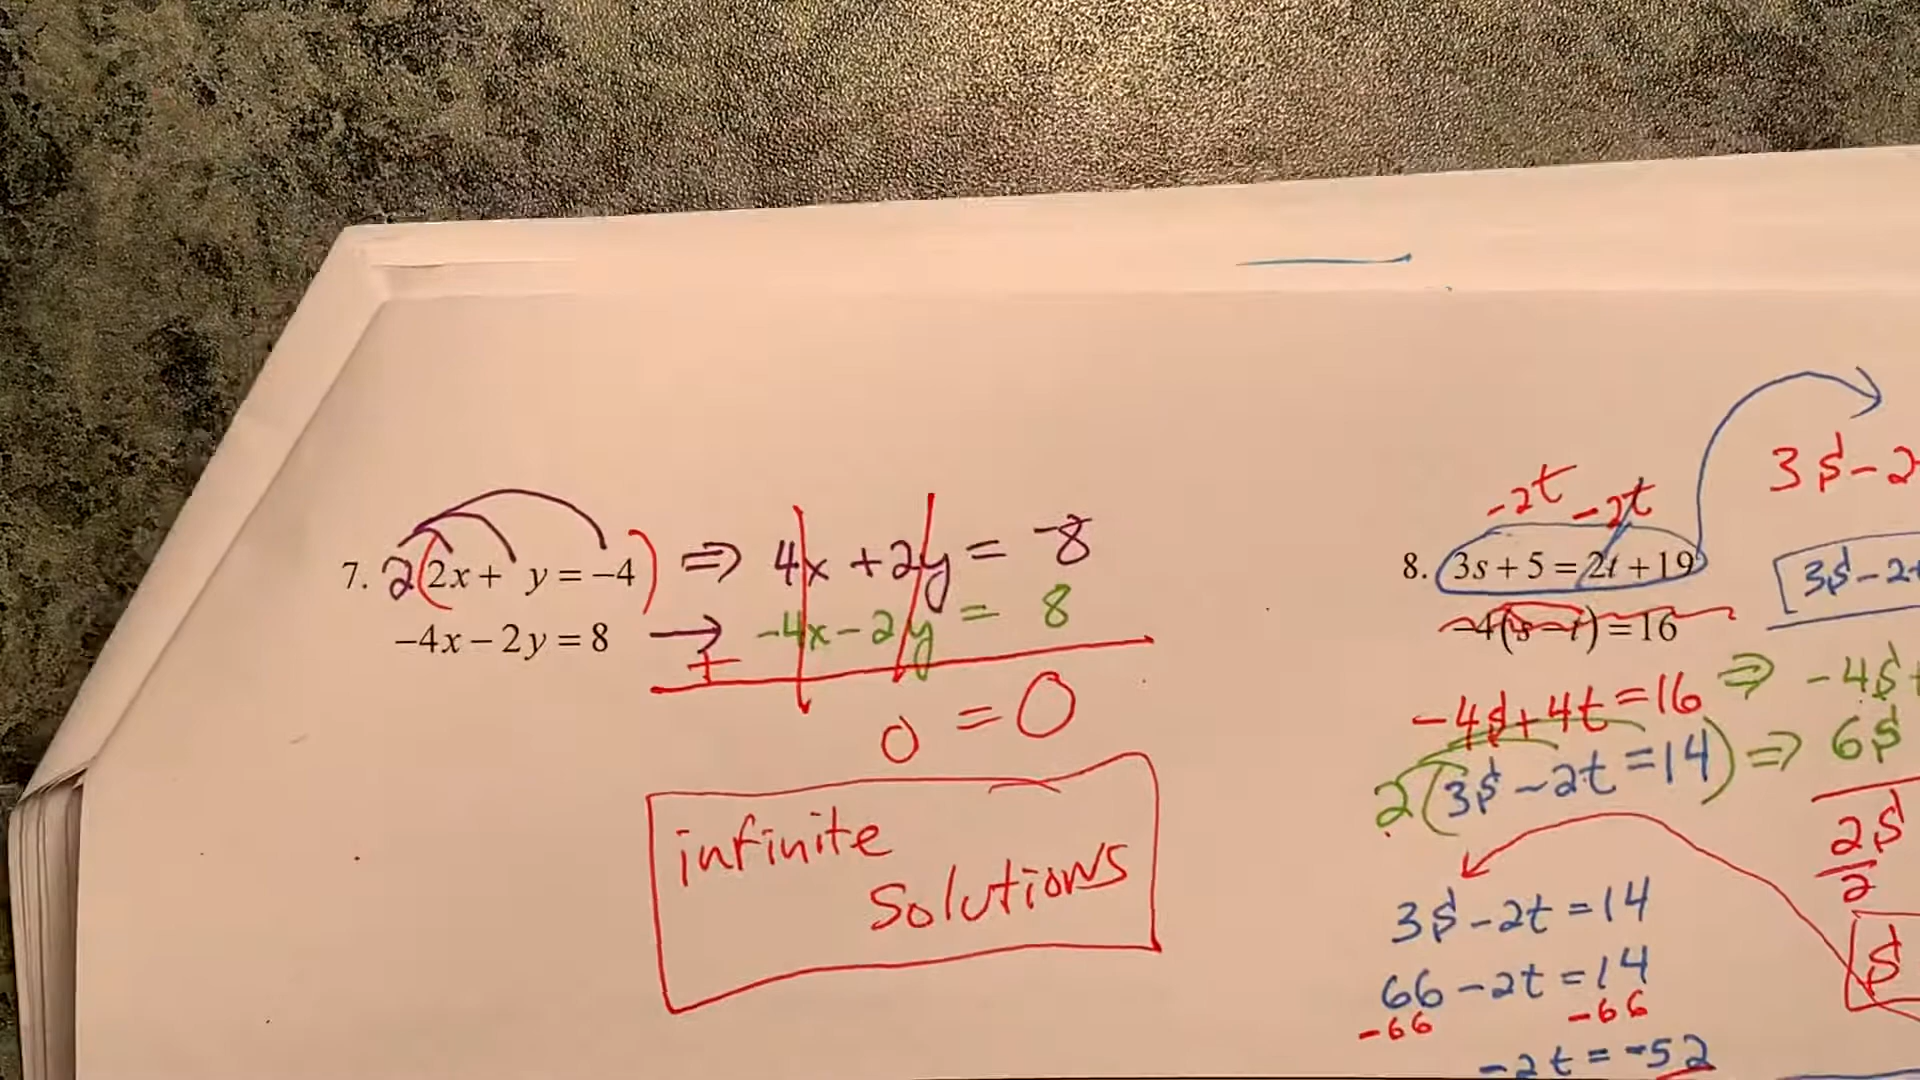 7. 2(2x + y = -4) ⇒ 4x + 2y = -8
-4x - 2y = 8 → -4x - 2y = 8
+
0 = 0
infinite
Solutions
-2t -2t
8. 3s + 5 = 2t + 19
-4(s - t) = 16
-4s + 4t = 16 ⇒ -4s +
2(3s - 2t = 14) ⇒ 6s
3s - 2t = 14
66 - 2t = 14
-66 -66
-2t = -52
3s - 2
3s - 2t
2s
2
s